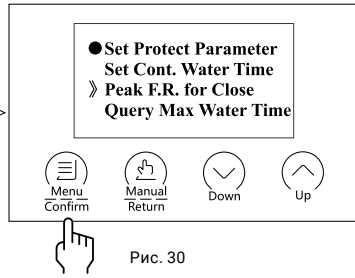 ●Set Protect Parameter
Set Cont. Water Time
》Peak F.R. for Close
Query Max Water Time
Menu
Confirm
Manual
Return
Down
Up
Рис. 30